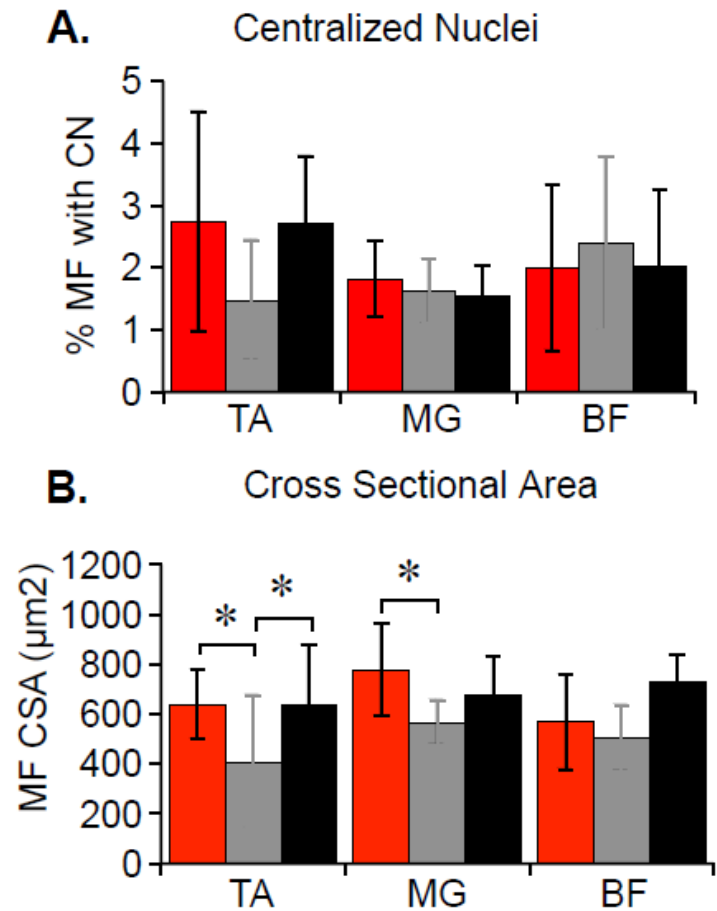 A. Centralized Nuclei
% MF with CN
5
4
3
2
1
0
TA MG BF
B. Cross Sectional Area
MF CSA (µm2)
1200
1000
800
600
400
200
0
* * *
TA MG BF